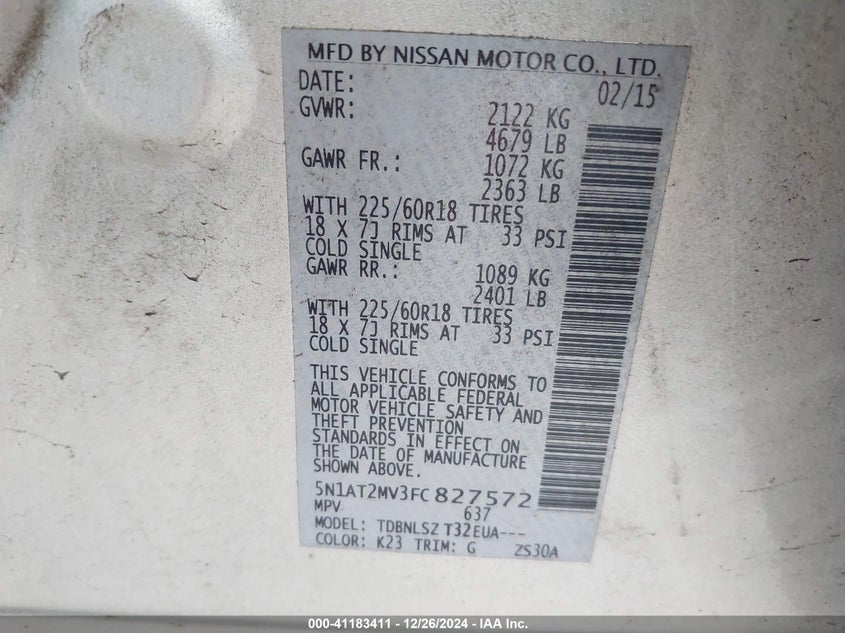 MFD BY NISSAN MOTOR CO., LTD.
DATE: 02/15
GVWR: 2122 KG
4679 LB
GAWR FR.: 1072 KG
2363 LB
WITH 225/60R18 TIRES
18 X 7J RIMS AT 33 PSI
COLD SINGLE
GAWR RR.: 1089 KG
2401 LB
WITH 225/60R18 TIRES
18 X 7J RIMS AT 33 PSI
COLD SINGLE
THIS VEHICLE CONFORMS TO
ALL APPLICABLE FEDERAL
MOTOR VEHICLE SAFETY AND
THEFT PREVENTION
STANDARDS IN EFFECT ON
THE DATE OF MANUFACTURE
SHOWN ABOVE.
5N1AT2MV3FC827572
MPV 637
MODEL: TDBNLSZ T32EUA---
COLOR: K23 TRIM: G ZS30A
000-41183411 - 12/26/2024 - IAA Inc.